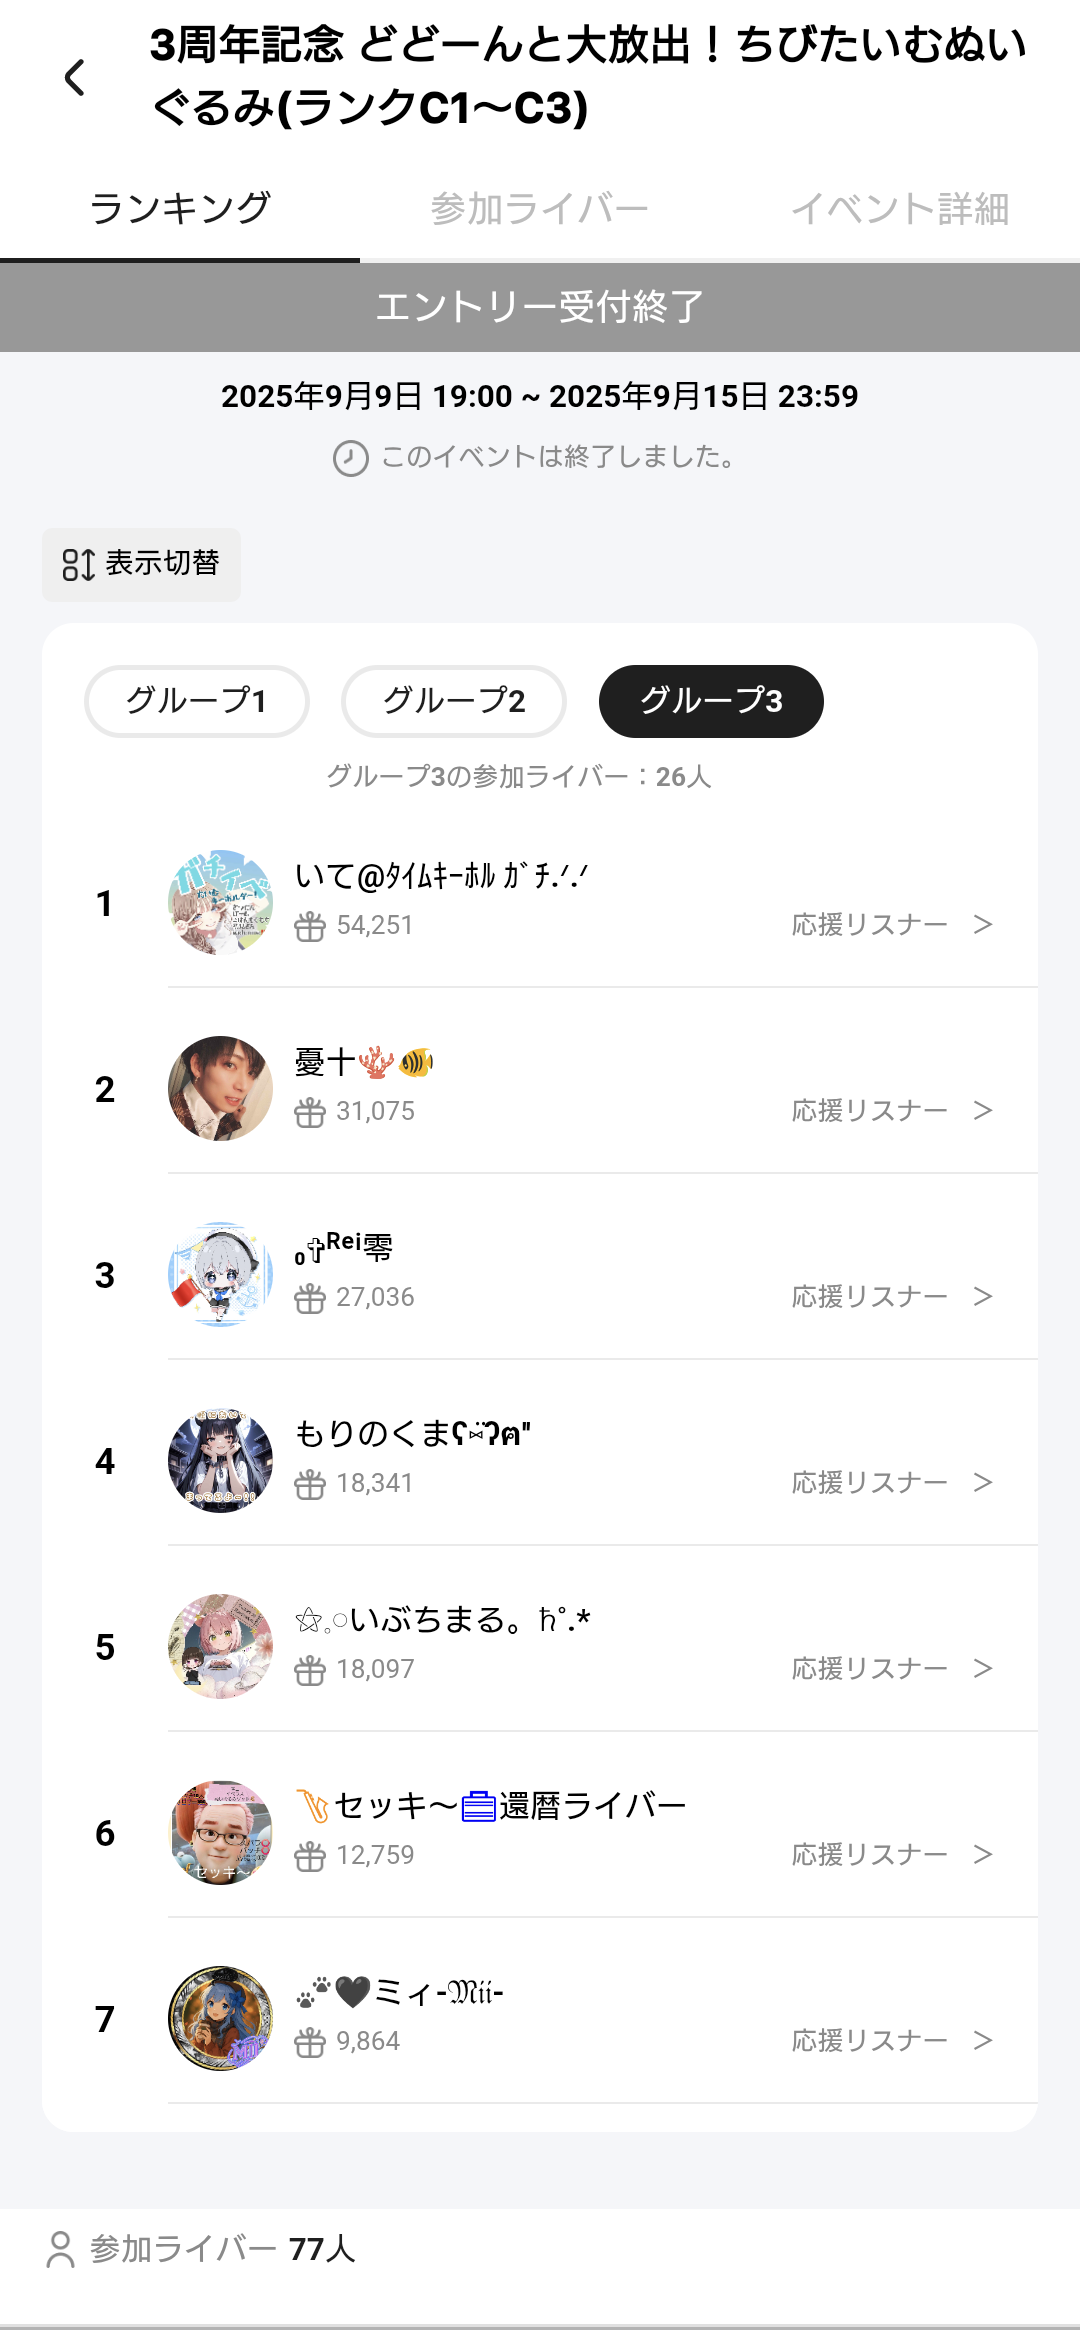 3周年記念 どどーんと大放出！ちびたいむぬい
ぐるみ(ランクC1〜C3)
ランキング 参加ライバー イベント詳細
エントリー受付終了
2025年9月9日 19:00 ~ 2025年9月15日 23:59
このイベントは終了しました。
表示切替
グループ1 グループ2 グループ3
グループ3の参加ライバー：26人
1
いて@ﾀｲﾑｷｰﾎﾙ ｶﾞﾁ.ᐟ.ᐟ
54,251 応援リスナー ＞
2
憂十🪸🐠
31,075 応援リスナー ＞
3
ₒ✞ᴿᵉⁱ零
27,036 応援リスナー ＞
4
もりのくまʕ⑅ʔฅ"
18,341 応援リスナー ＞
5
⚝꙳○いぶちまる。ℏ˚.*
18,097 応援リスナー ＞
6
🎷セッキ〜💼還暦ライバー
12,759 応援リスナー ＞
7
🐾🖤ミィ-𝔐𝔦𝔦-
9,864 応援リスナー ＞
参加ライバー 77人